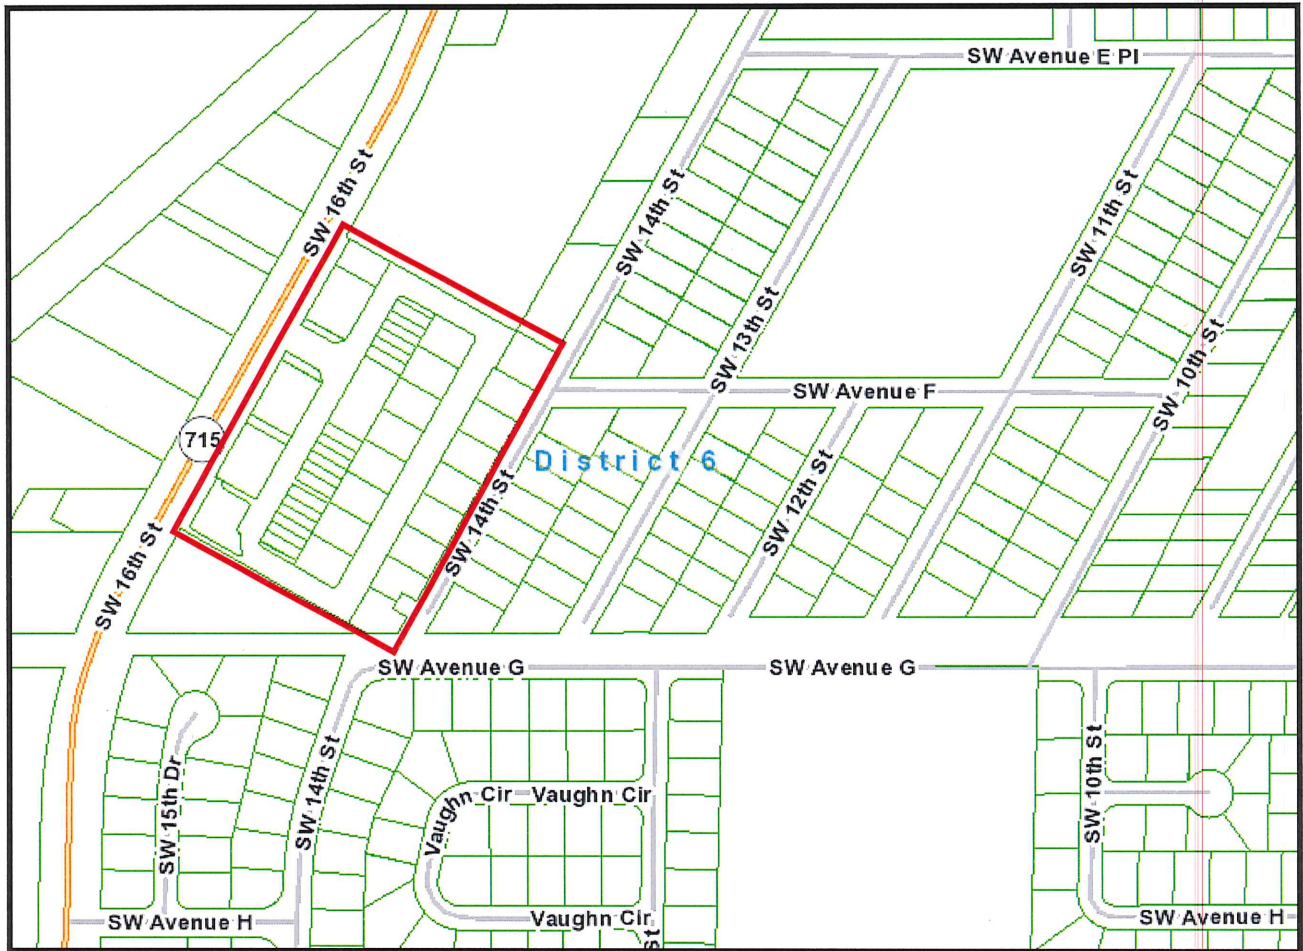 SW Avenue E Pl
SW 16th St
SW 14th St
SW 11th St
SW 13th St
SW 10th St
SW Avenue F
715
District 6
SW 14th St
SW 12th St
SW 16th St
SW Avenue G
SW Avenue G
SW 14th St
SW 15th Dr
SW 10th St
Vaughn Cir
Vaughn Cir
SW Avenue H
Vaughn Cir
St
SW Avenue H